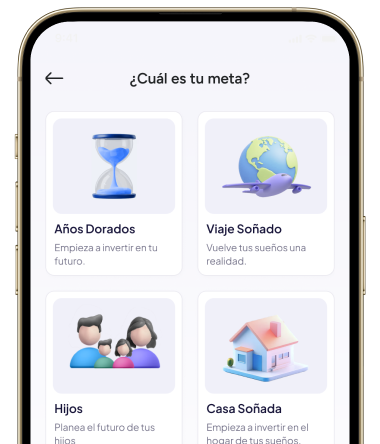 ¿Cuál es tu meta?
Años Dorados
Empieza a invertir en tu
futuro.
Viaje Soñado
Vuelve tus sueños una
realidad.
Hijos
Planea el futuro de tus
hijos
Casa Soñada
Empieza a invertir en el
hogar de tus sueños.